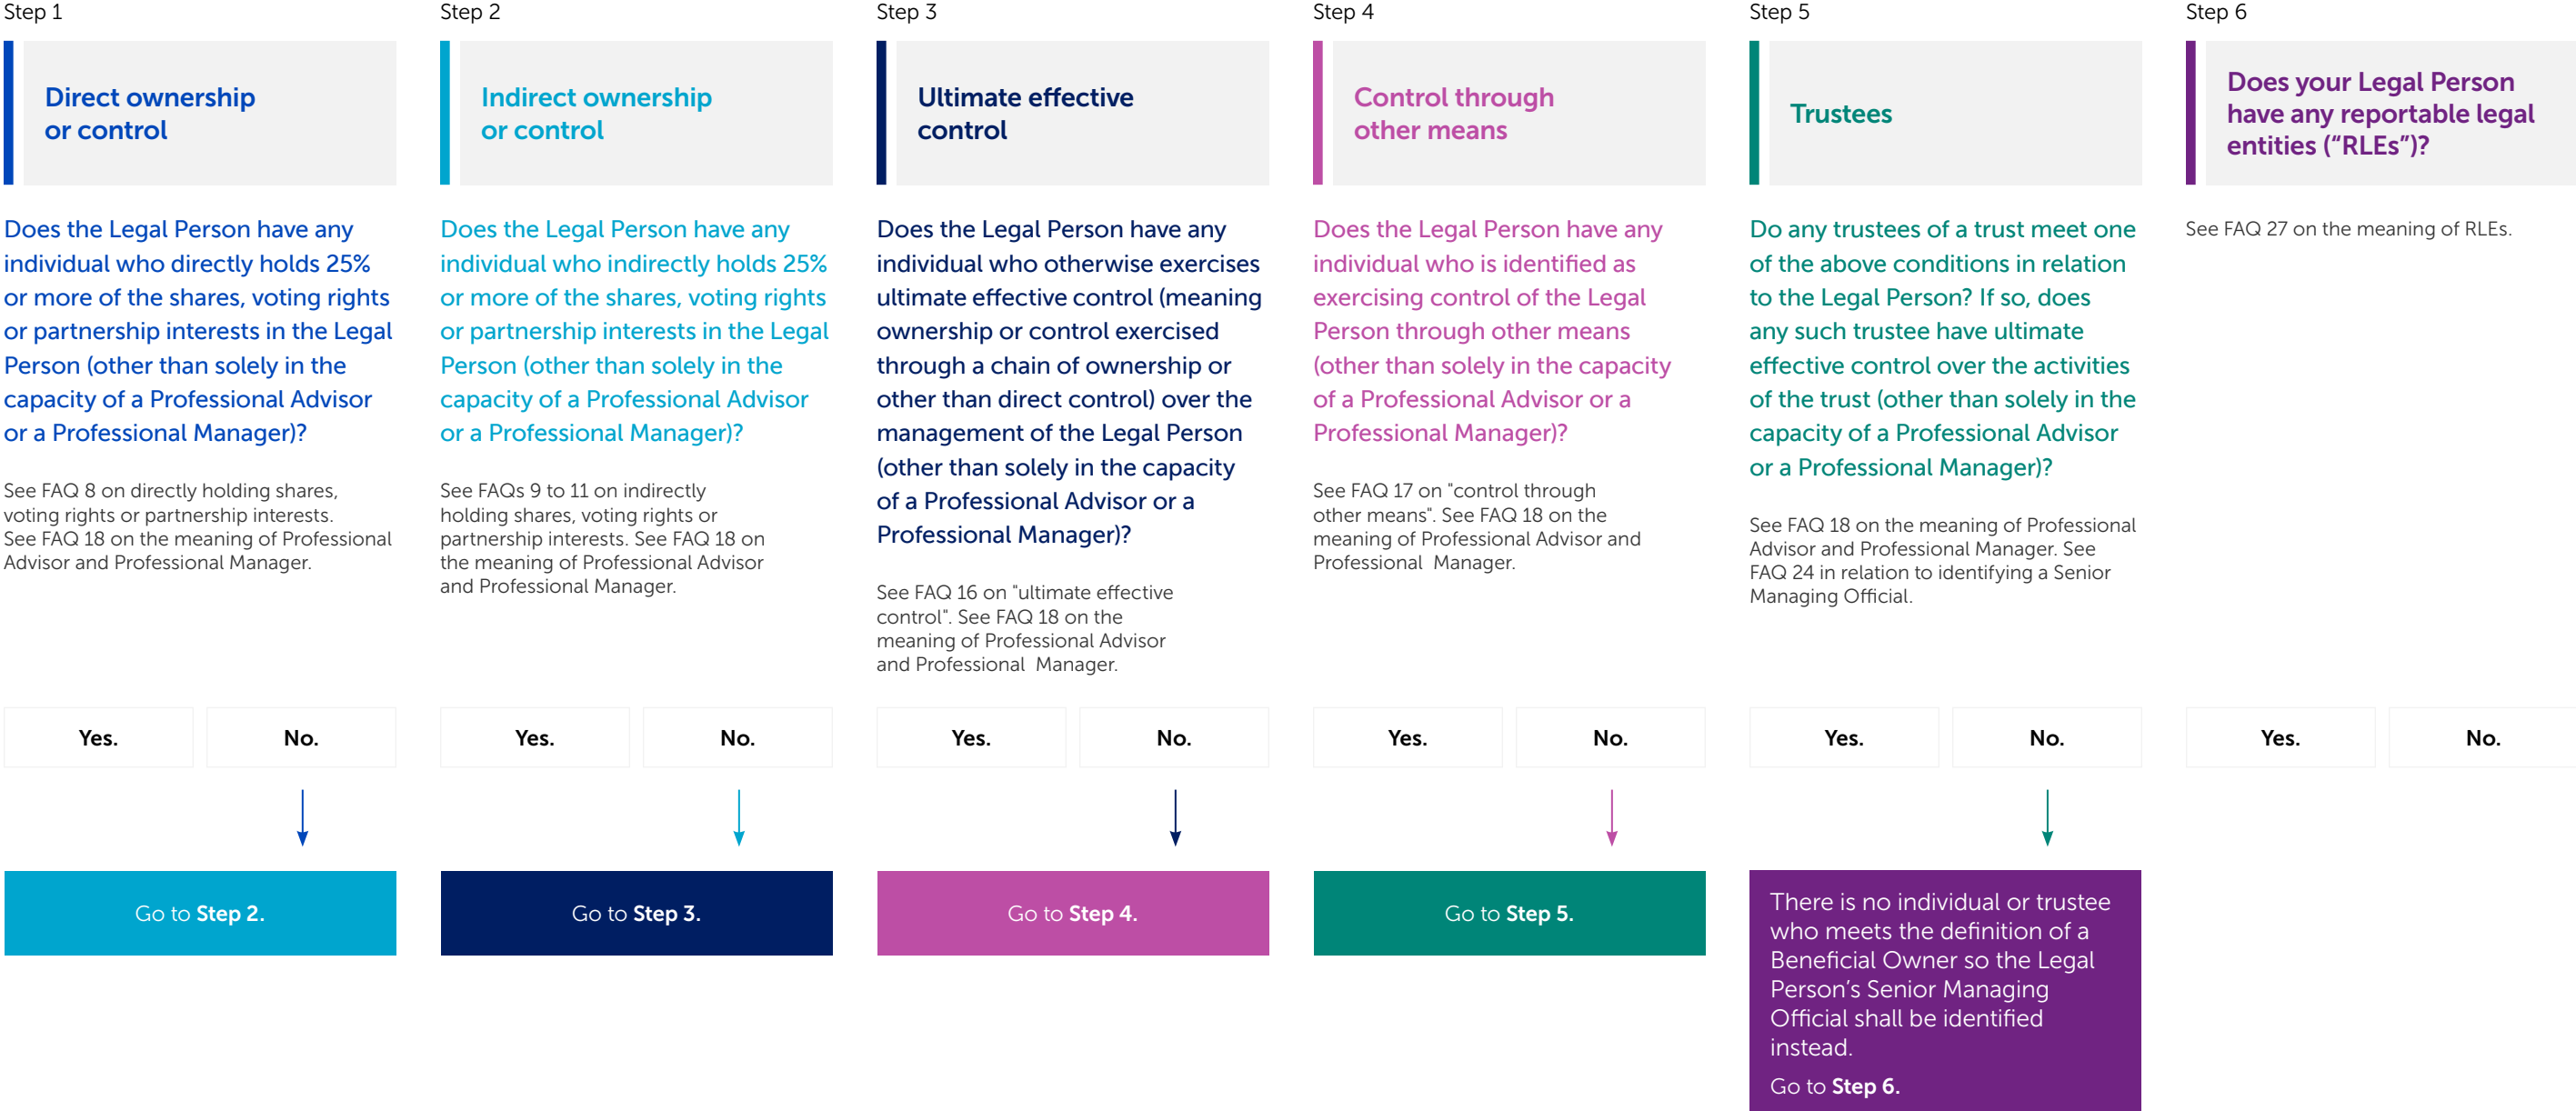 Step 1
Direct ownership
or control
Does the Legal Person have any
individual who directly holds 25%
or more of the shares, voting rights
or partnership interests in the Legal
Person (other than solely in the
capacity of a Professional Advisor
or a Professional Manager)?
See FAQ 8 on directly holding shares,
voting rights or partnership interests.
See FAQ 18 on the meaning of Professional
Advisor and Professional Manager.
Yes.
No.
Go to Step 2.
Step 2
Indirect ownership
or control
Does the Legal Person have any
individual who indirectly holds 25%
or more of the shares, voting rights
or partnership interests in the Legal
Person (other than solely in the
capacity of a Professional Advisor
or a Professional Manager)?
See FAQs 9 to 11 on indirectly
holding shares, voting rights or
partnership interests. See FAQ 18 on
the meaning of Professional Advisor
and Professional Manager.
Yes.
No.
Go to Step 3.
Step 3
Ultimate effective
control
Does the Legal Person have any
individual who otherwise exercises
ultimate effective control (meaning
ownership or control exercised
through a chain of ownership or
other than direct control) over the
management of the Legal Person
(other than solely in the capacity
of a Professional Advisor or a
Professional Manager)?
See FAQ 16 on "ultimate effective
control". See FAQ 18 on the
meaning of Professional Advisor
and Professional Manager.
Yes.
No.
Go to Step 4.
Step 4
Control through
other means
Does the Legal Person have any
individual who is identified as
exercising control of the Legal
Person through other means
(other than solely in the capacity
of a Professional Advisor or a
Professional Manager)?
See FAQ 17 on "control through
other means". See FAQ 18 on the
meaning of Professional Advisor and
Professional Manager.
Yes.
No.
Go to Step 5.
Step 5
Trustees
Do any trustees of a trust meet one
of the above conditions in relation
to the Legal Person? If so, does
any such trustee have ultimate
effective control over the activities
of the trust (other than solely in the
capacity of a Professional Advisor
or a Professional Manager)?
See FAQ 18 on the meaning of Professional
Advisor and Professional Manager. See
FAQ 24 in relation to identifying a Senior
Managing Official.
Yes.
No.
There is no individual or trustee
who meets the definition of a
Beneficial Owner so the Legal
Person's Senior Managing
Official shall be identified
instead.
Go to Step 6.
Step 6
Does your Legal Person
have any reportable legal
entities (“RLEs”)?
See FAQ 27 on the meaning of RLEs.
Yes.
No.